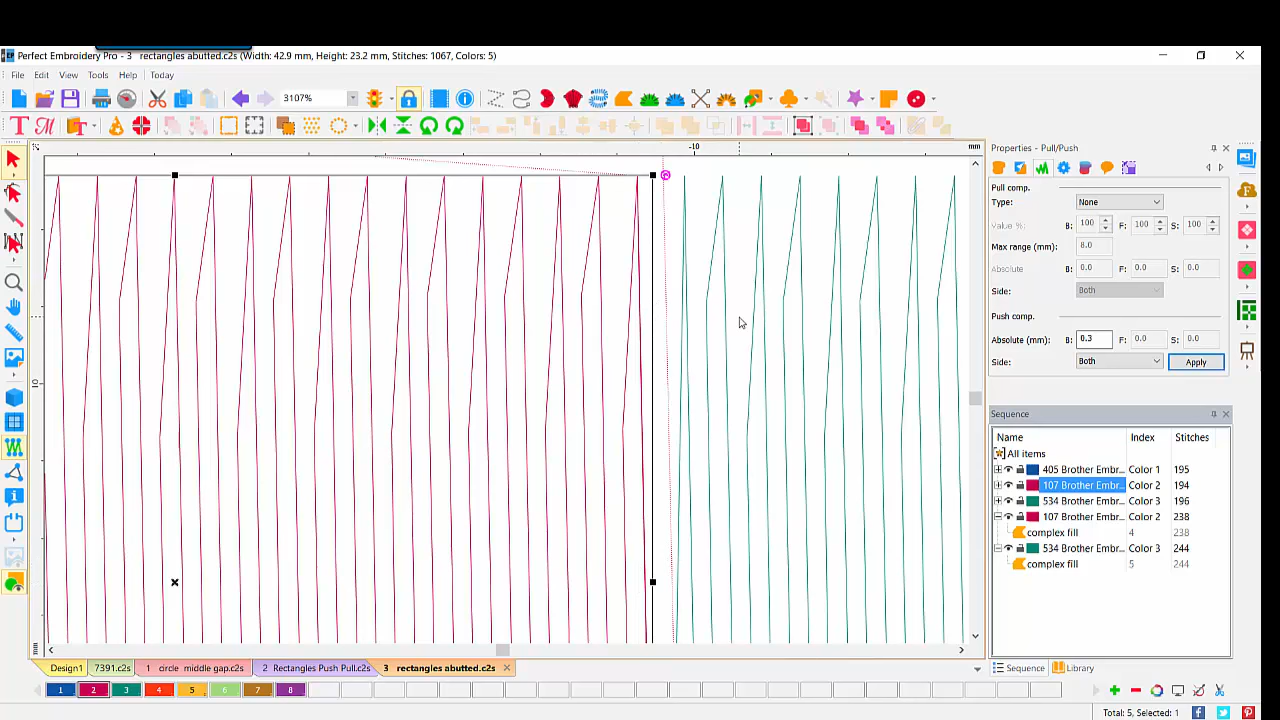 Perfect Embroidery Pro - 3 rectangles abutted.c2s (Width: 42.9 mm, Height: 23.2 mm, Stitches: 1067, Colors: 5)
File Edit View Tools Help Today
3107%
-10 mm
10
mm
Properties - Pull/Push
Pull comp.
Type: None
Value %: B: 100 F: 100 S: 100
Max range (mm): 8.0
Absolute B: 0.0 F: 0.0 S: 0.0
Side: Both
Push comp.
Absolute (mm): B: 0.3 F: 0.0 S: 0.0
Side: Both Apply
Sequence
Name Index Stitches
All items
405 Brother Embr... Color 1 195
107 Brother Embr... Color 2 194
534 Brother Embr... Color 3 196
107 Brother Embr... Color 2 238
complex fill 4 238
534 Brother Embr... Color 3 244
complex fill 5 244
Design1 7391.c2s 1 circle middle gap.c2s 2 Rectangles Push Pull.c2s 3 rectangles abutted.c2s
Sequence Library
1 2 3 4 5 6 7 8
Total: 5, Selected: 1